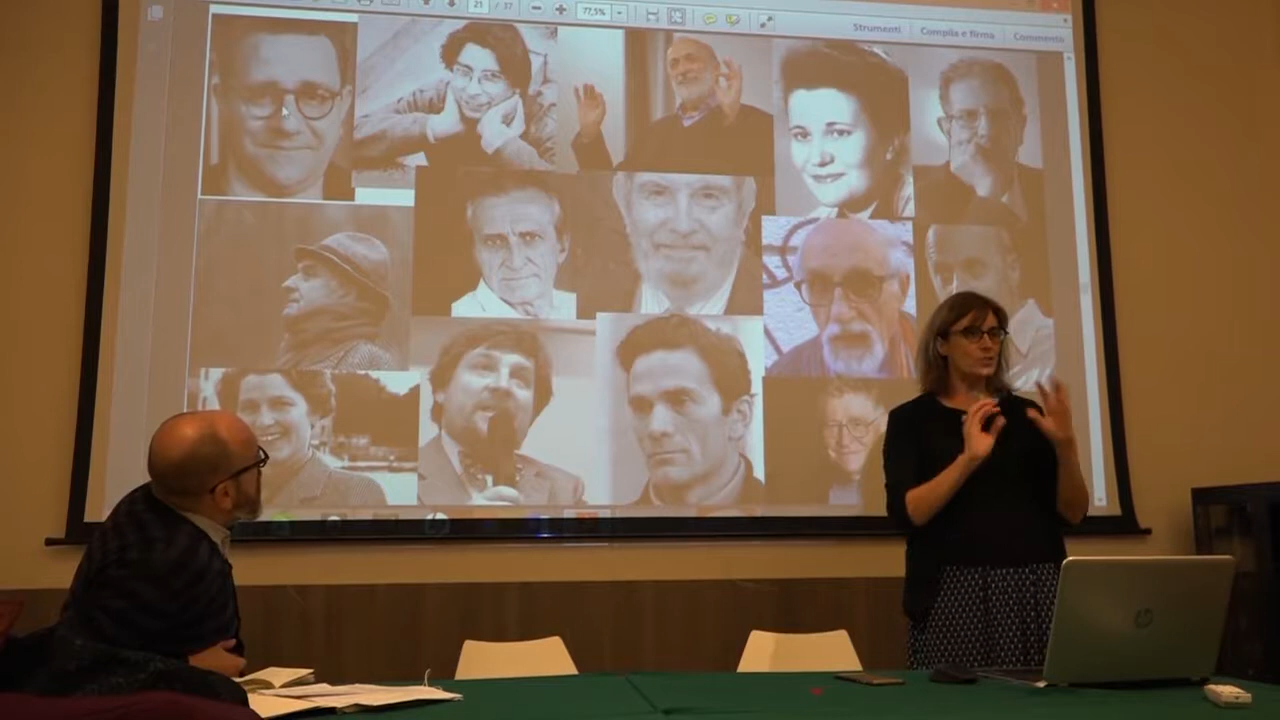 21 / 37
77,5%
Strumenti
Compila e firma
Commento
hp